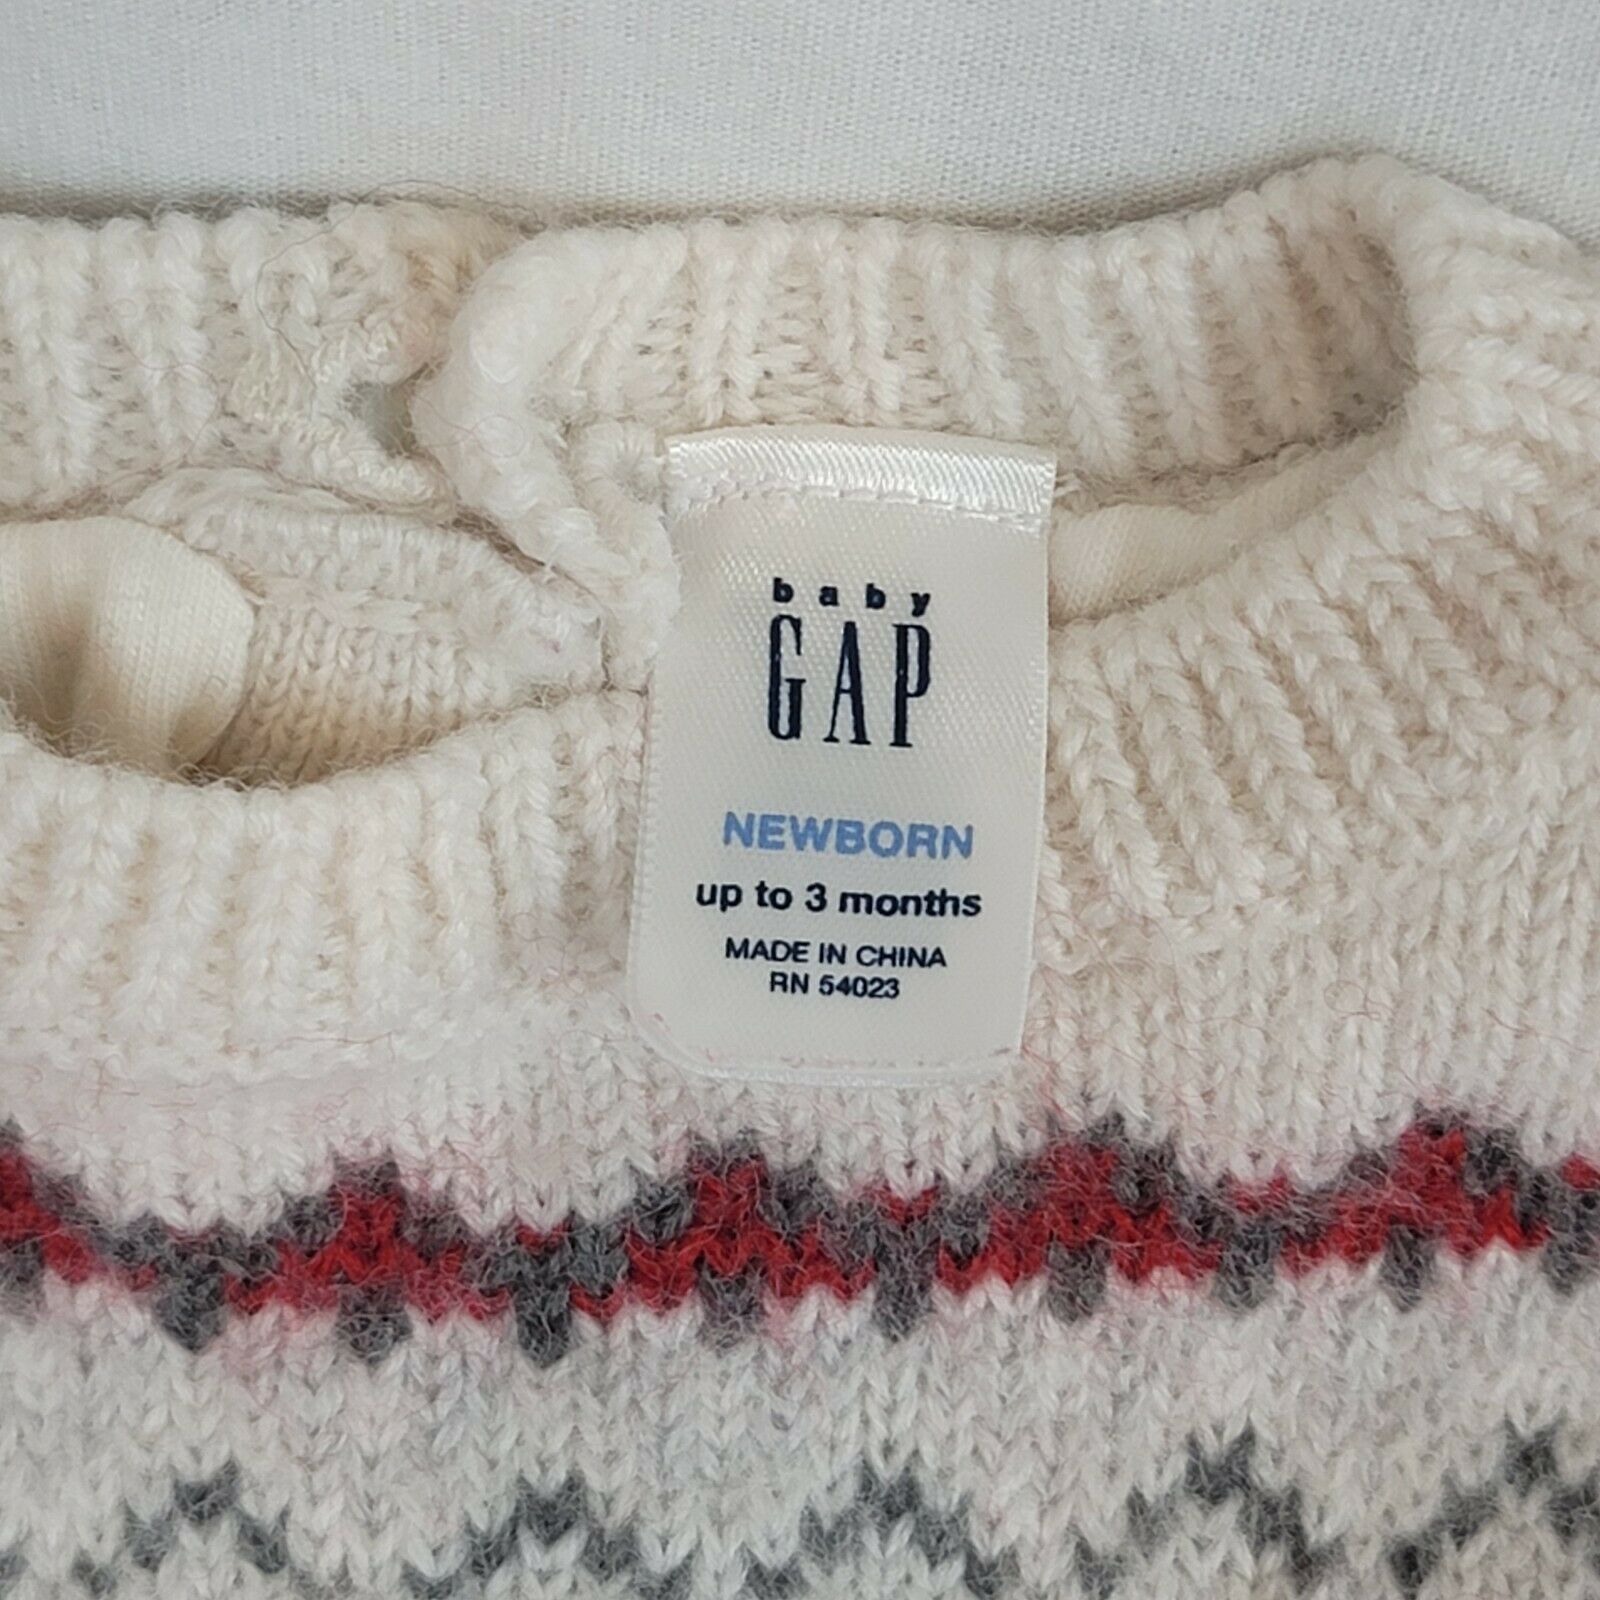 baby
GAP
NEWBORN
up to 3 months
MADE IN CHINA
RN 54023